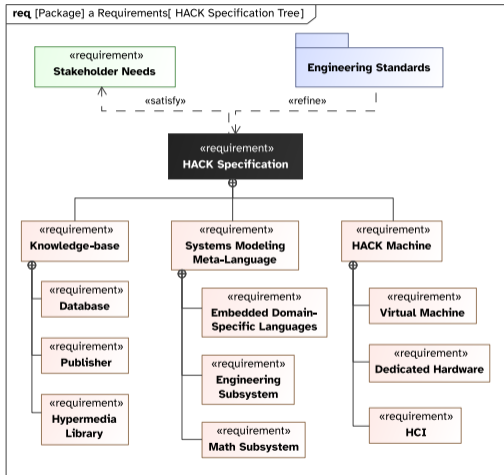 req [Package] a Requirements[ HACK Specification Tree]
«requirement»
Stakeholder Needs
Engineering Standards
«satisfy»
«refine»
«requirement»
HACK Specification
«requirement»
Knowledge-base
«requirement»
Systems Modeling
Meta-Language
«requirement»
HACK Machine
«requirement»
Database
«requirement»
Publisher
«requirement»
Hypermedia
Library
«requirement»
Embedded Domain-
Specific Languages
«requirement»
Engineering
Subsystem
«requirement»
Math Subsystem
«requirement»
Virtual Machine
«requirement»
Dedicated Hardware
«requirement»
HCI